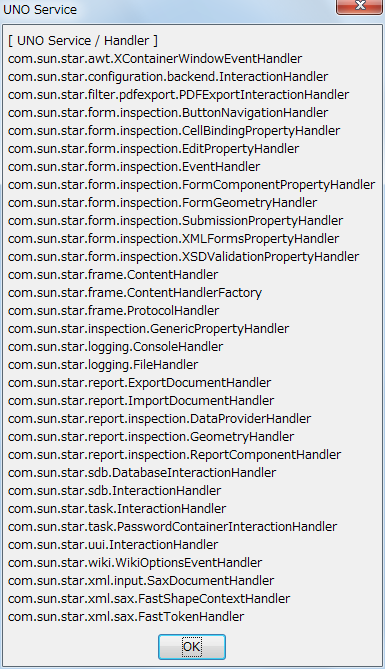 UNO Service
[ UNO Service / Handler ]
com.sun.star.awt.XContainerWindowEventHandler
com.sun.star.configuration.backend.InteractionHandler
com.sun.star.filter.pdfexport.PDFExportInteractionHandler
com.sun.star.form.inspection.ButtonNavigationHandler
com.sun.star.form.inspection.CellBindingPropertyHandler
com.sun.star.form.inspection.EditPropertyHandler
com.sun.star.form.inspection.EventHandler
com.sun.star.form.inspection.FormComponentPropertyHandler
com.sun.star.form.inspection.FormGeometryHandler
com.sun.star.form.inspection.SubmissionPropertyHandler
com.sun.star.form.inspection.XMLFormsPropertyHandler
com.sun.star.form.inspection.XSDValidationPropertyHandler
com.sun.star.frame.ContentHandler
com.sun.star.frame.ContentHandlerFactory
com.sun.star.frame.ProtocolHandler
com.sun.star.inspection.GenericPropertyHandler
com.sun.star.logging.ConsoleHandler
com.sun.star.logging.FileHandler
com.sun.star.report.ExportDocumentHandler
com.sun.star.report.ImportDocumentHandler
com.sun.star.report.inspection.DataProviderHandler
com.sun.star.report.inspection.GeometryHandler
com.sun.star.report.inspection.ReportComponentHandler
com.sun.star.sdb.DatabaseInteractionHandler
com.sun.star.sdb.InteractionHandler
com.sun.star.task.InteractionHandler
com.sun.star.task.PasswordContainerInteractionHandler
com.sun.star.uui.InteractionHandler
com.sun.star.wiki.WikiOptionsEventHandler
com.sun.star.xml.input.SaxDocumentHandler
com.sun.star.xml.sax.FastShapeContextHandler
com.sun.star.xml.sax.FastTokenHandler
OK